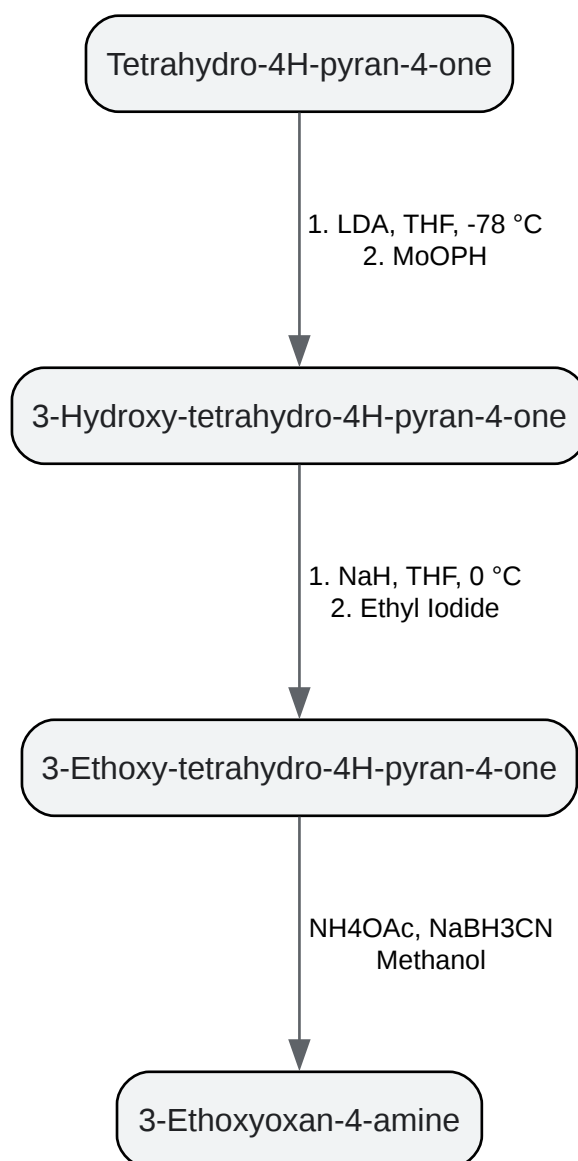 Tetrahydro-4H-pyran-4-one
1. LDA, THF, -78 °C
2. MoOPH
3-Hydroxy-tetrahydro-4H-pyran-4-one
1. NaH, THF, 0 °C
2. Ethyl Iodide
3-Ethoxy-tetrahydro-4H-pyran-4-one
NH4OAc, NaBH3CN
Methanol
3-Ethoxyoxan-4-amine